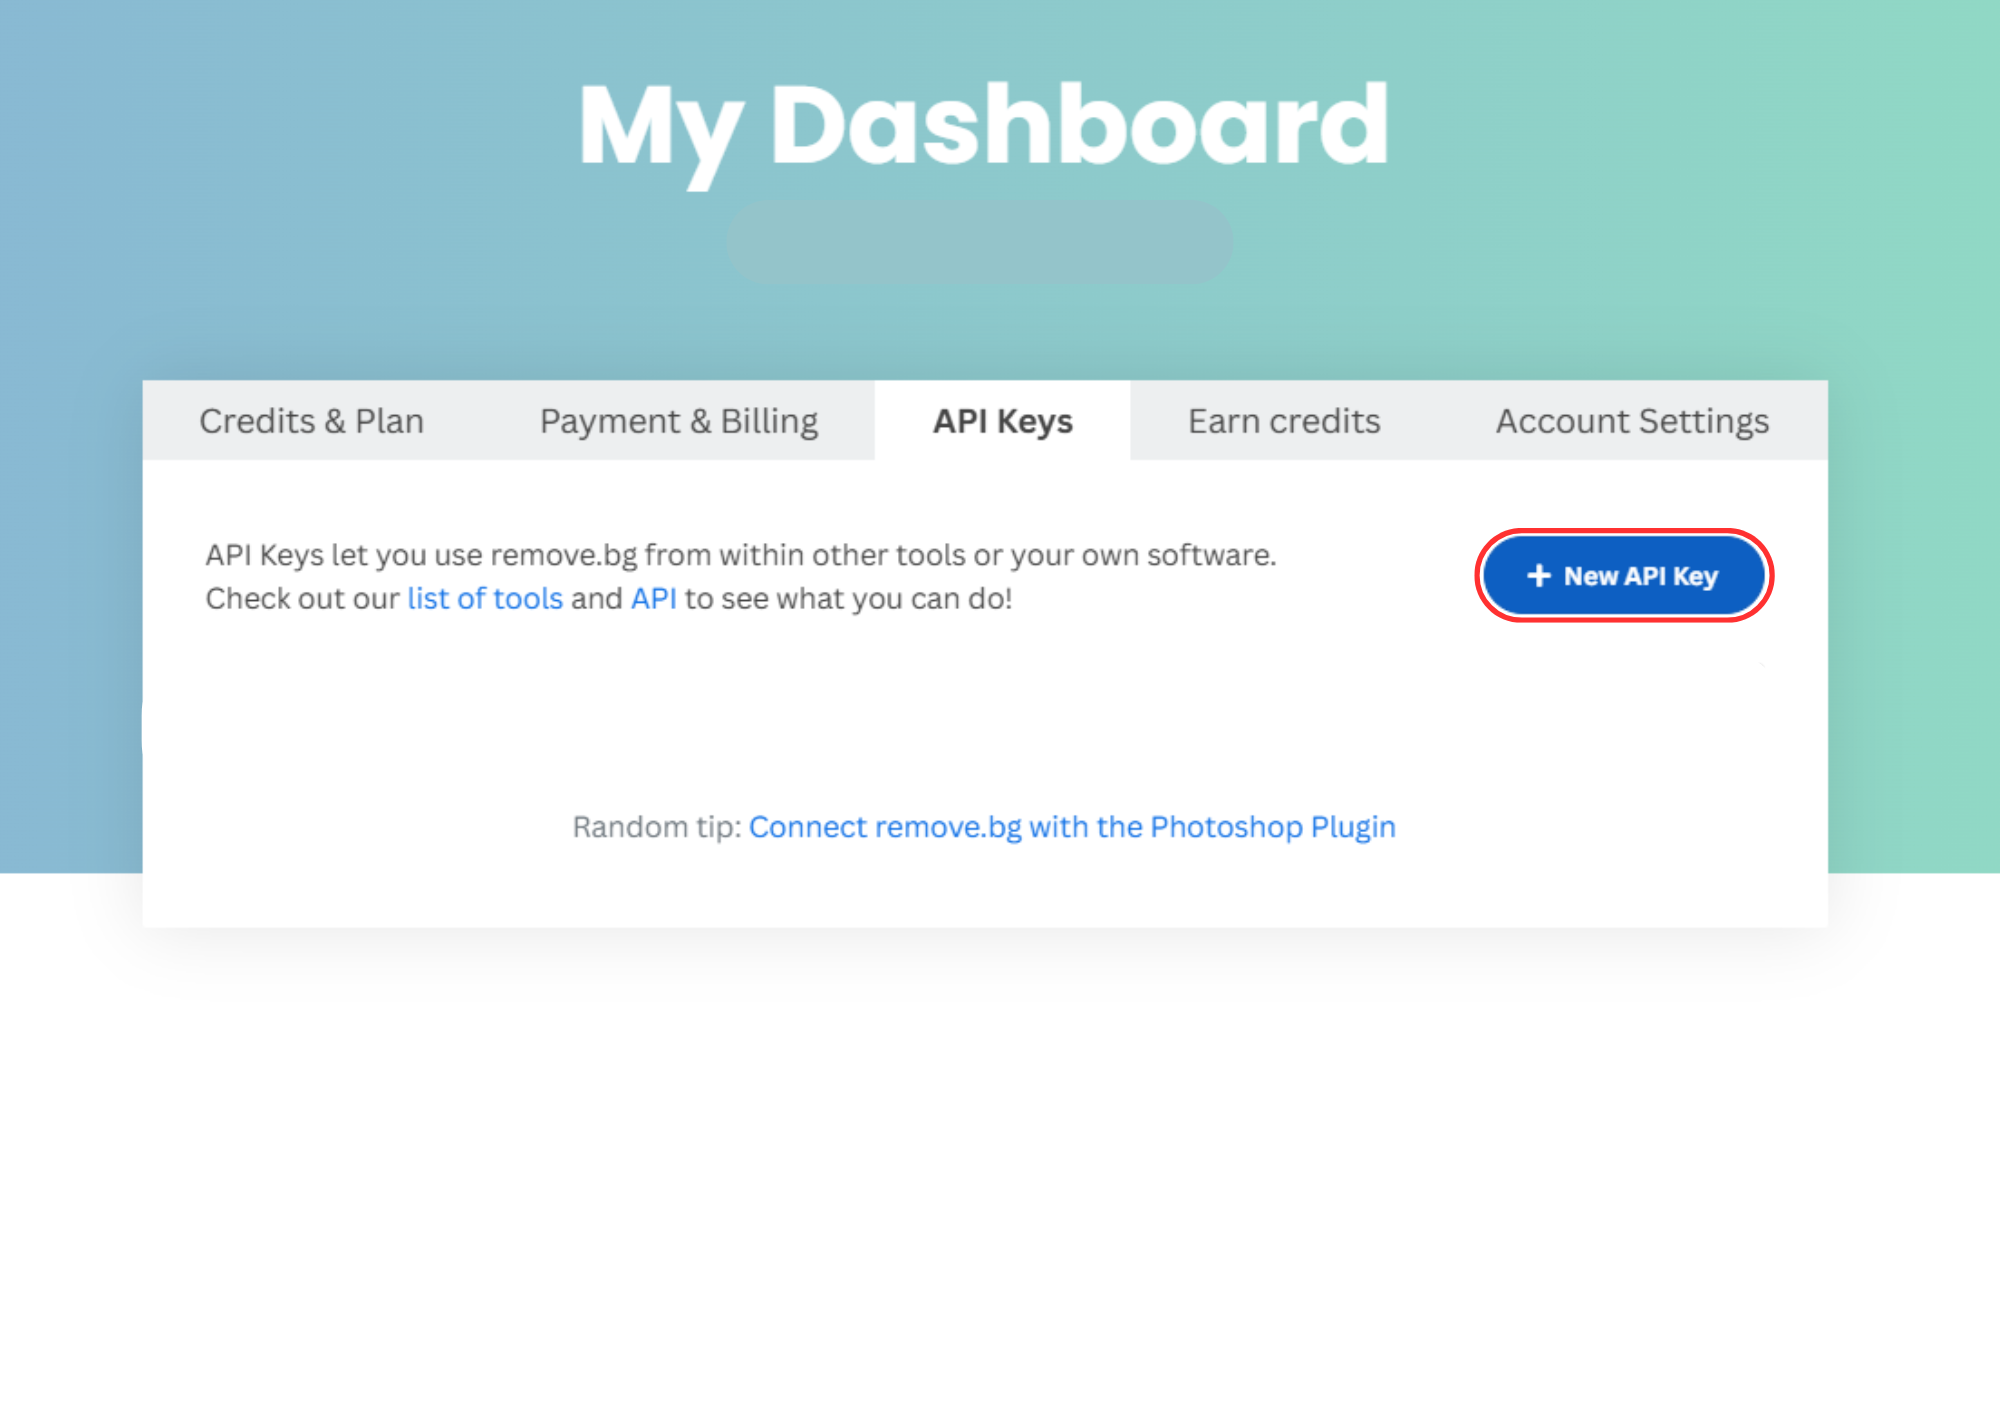 My Dashboard
Credits & Plan
Payment & Billing
API Keys
Earn credits
Account Settings
API Keys let you use remove.bg from within other tools or your own software.
Check out our list of tools and API to see what you can do!
+ New API Key
Random tip: Connect remove.bg with the Photoshop Plugin